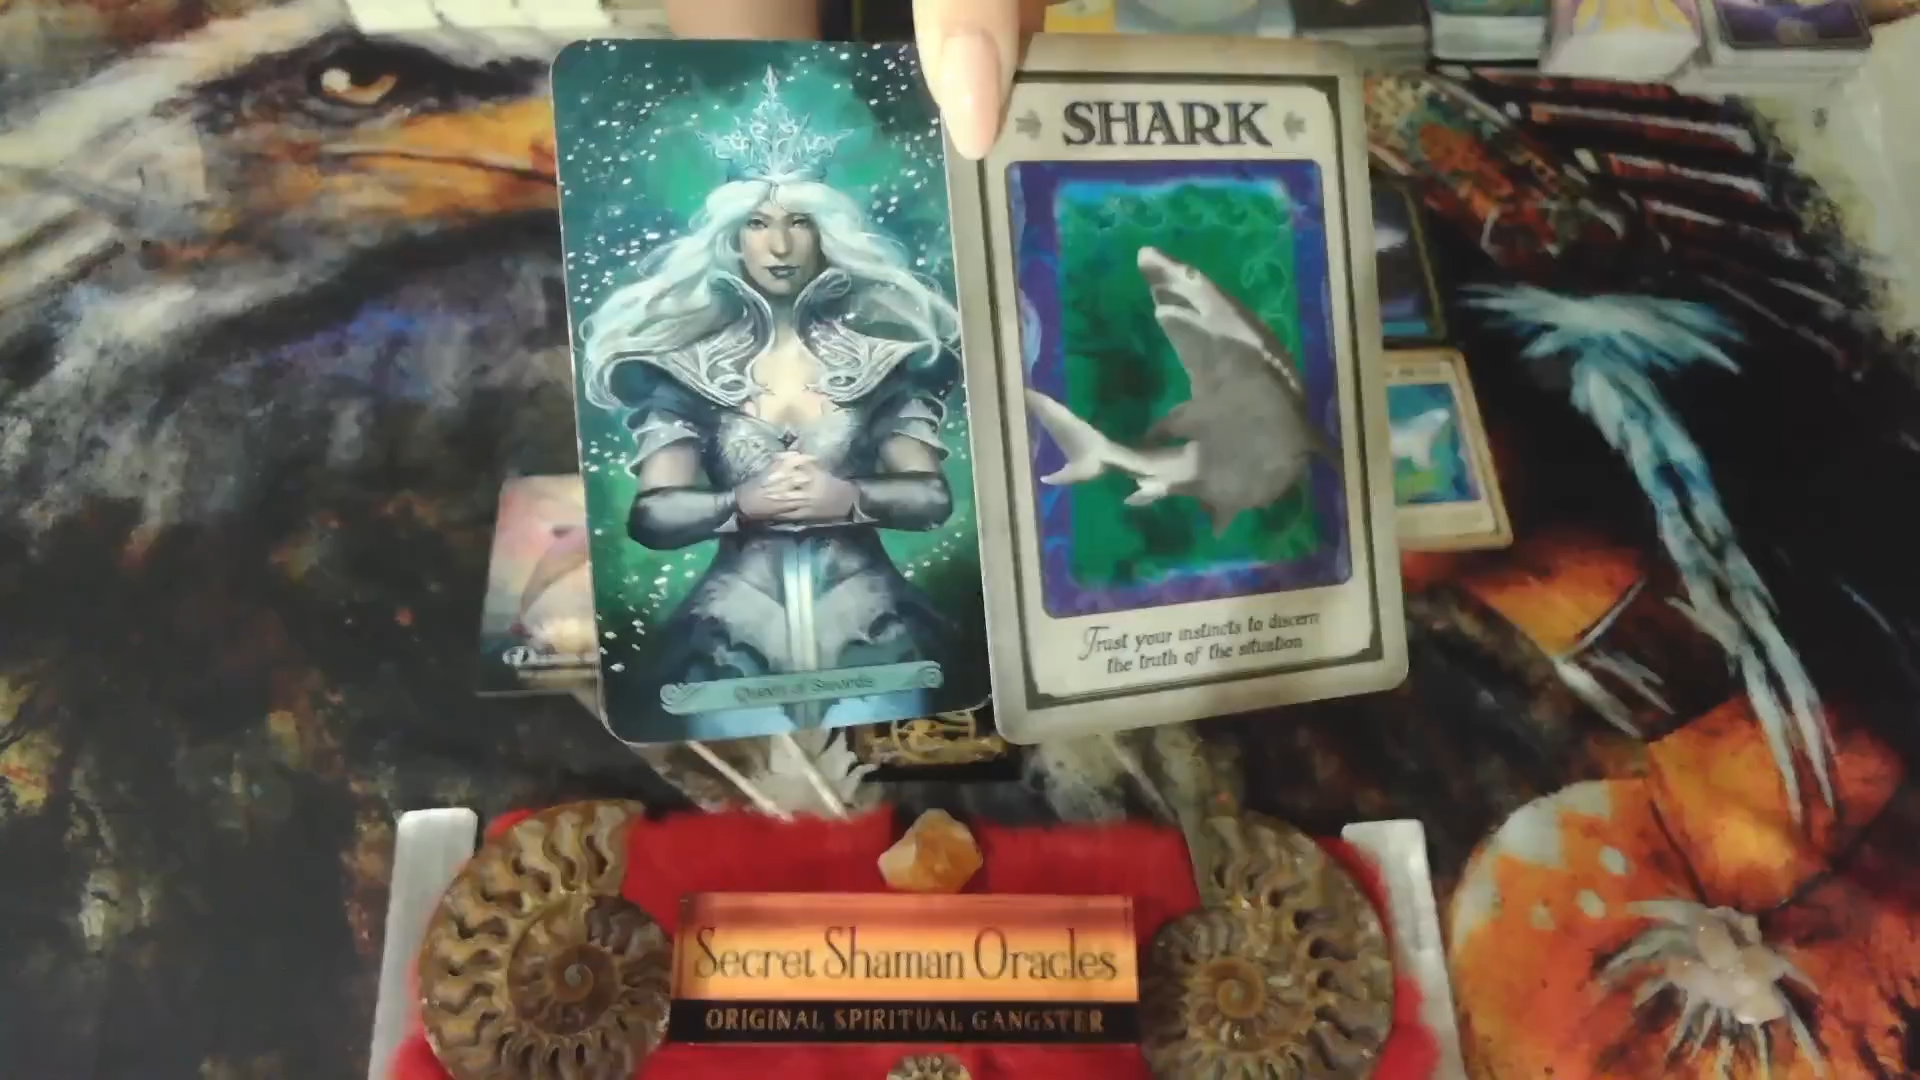 SHARK
Trust your instincts to discern
the truth of the situation
Queen of Swords
Secret Shaman Oracles
ORIGINAL SPIRITUAL GANGSTER